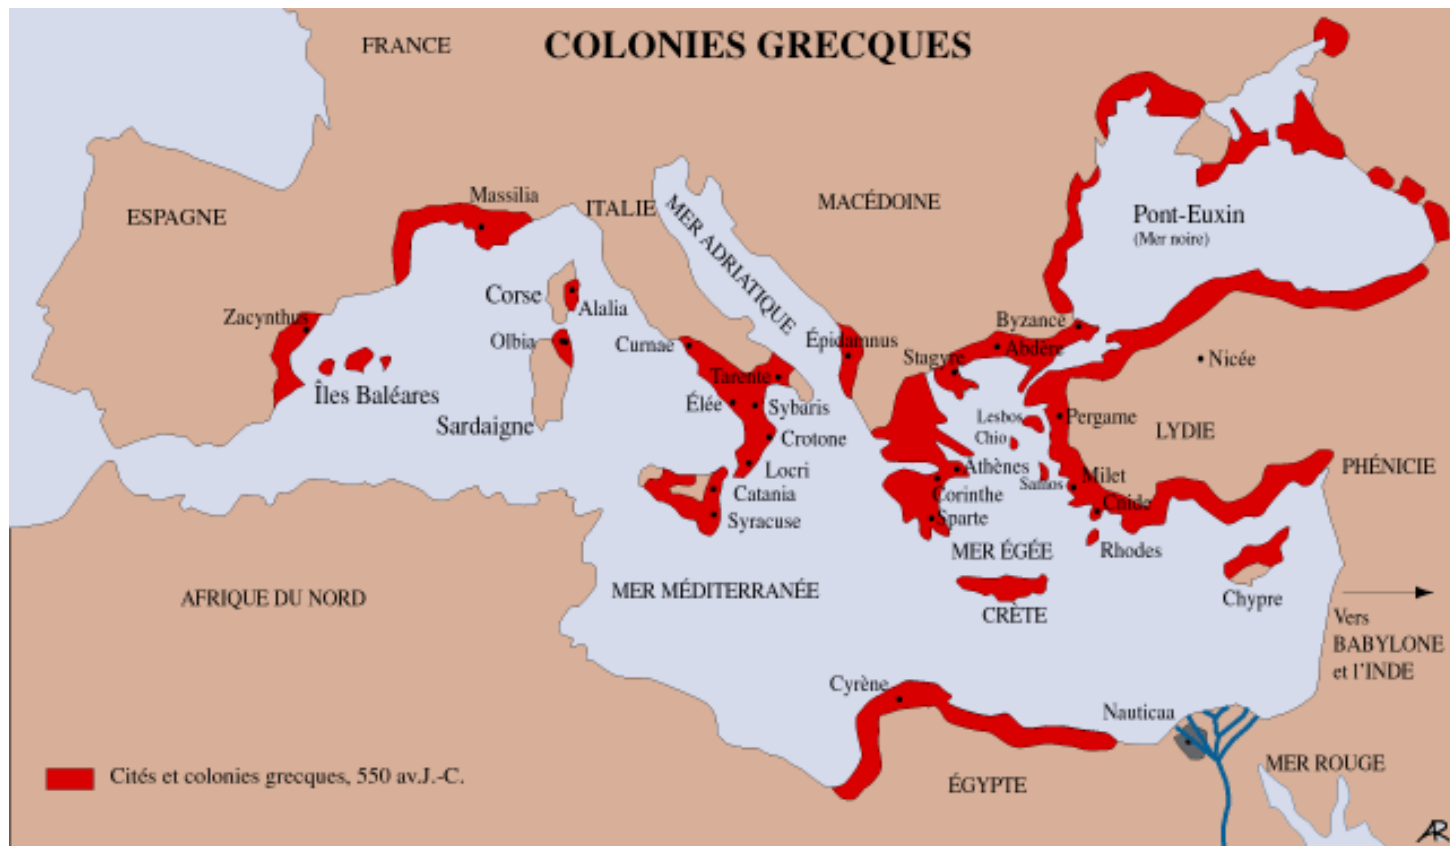 COLONIES GRECQUES
FRANCE
ESPAGNE
Massilia
ITALIE
MER ADRIATIQUE
MACÉDOINE
Pont-Euxin
(Mer noire)
Zacynthus
Corse
Alalia
Olbia
Îles Baléares
Sardaigne
Curnae
Tarente
Élée
Sybaris
Crotone
Locri
Catania
Syracuse
Épidamnus
Stagyre
Abdère
Byzance
Nicée
Lesbos
Chio
Pergame
LYDIE
PHÉNICIE
Athènes
Samos
Milet
Corinthe
Cnide
Sparte
MER ÉGÉE
Rhodes
AFRIQUE DU NORD
MER MÉDITERRANÉE
CRÈTE
Chypre
Vers
BABYLONE
et l'INDE
Cyrène
Nauticaa
Cités et colonies grecques, 550 av.J.-C.
ÉGYPTE
MER ROUGE
AR